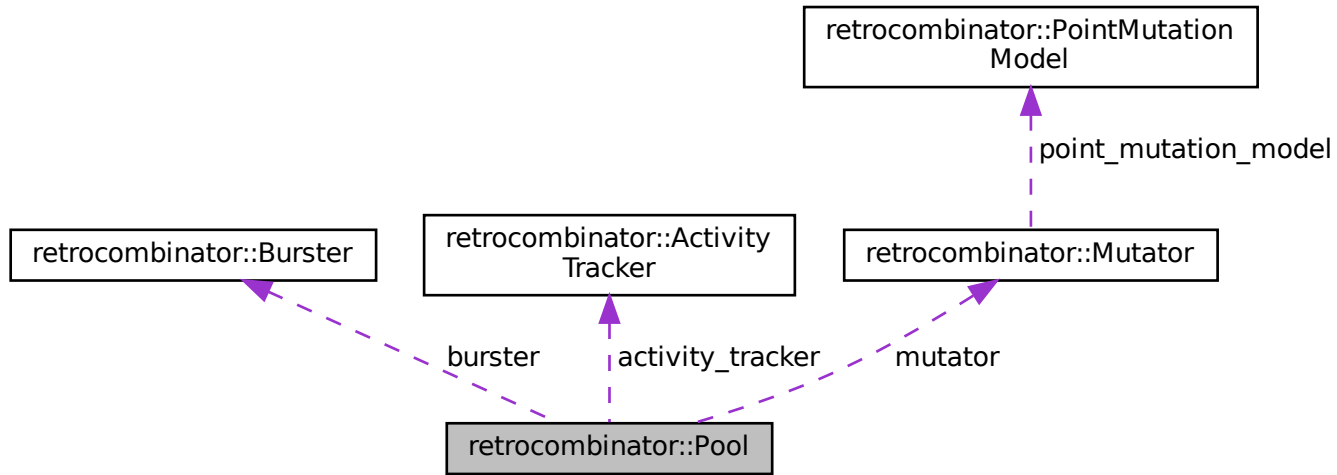 retrocombinator::PointMutation
Model
point_mutation_model
retrocombinator::Burster
retrocombinator::Activity
Tracker
retrocombinator::Mutator
burster
activity_tracker
mutator
retrocombinator::Pool